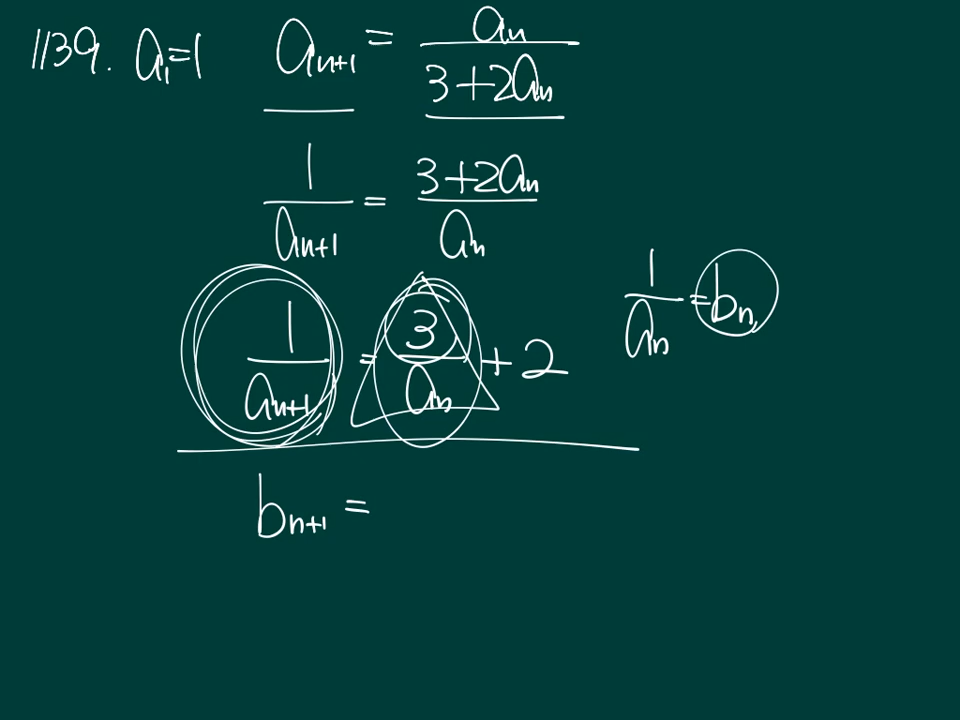 1139. a₁=1 aₙ₊₁ = aₙ / (3+2aₙ)
1/aₙ₊₁ = (3+2aₙ)/aₙ
1/aₙ₊₁ = 3/aₙ + 2 1/aₙ = bₙ,
bₙ₊₁ =